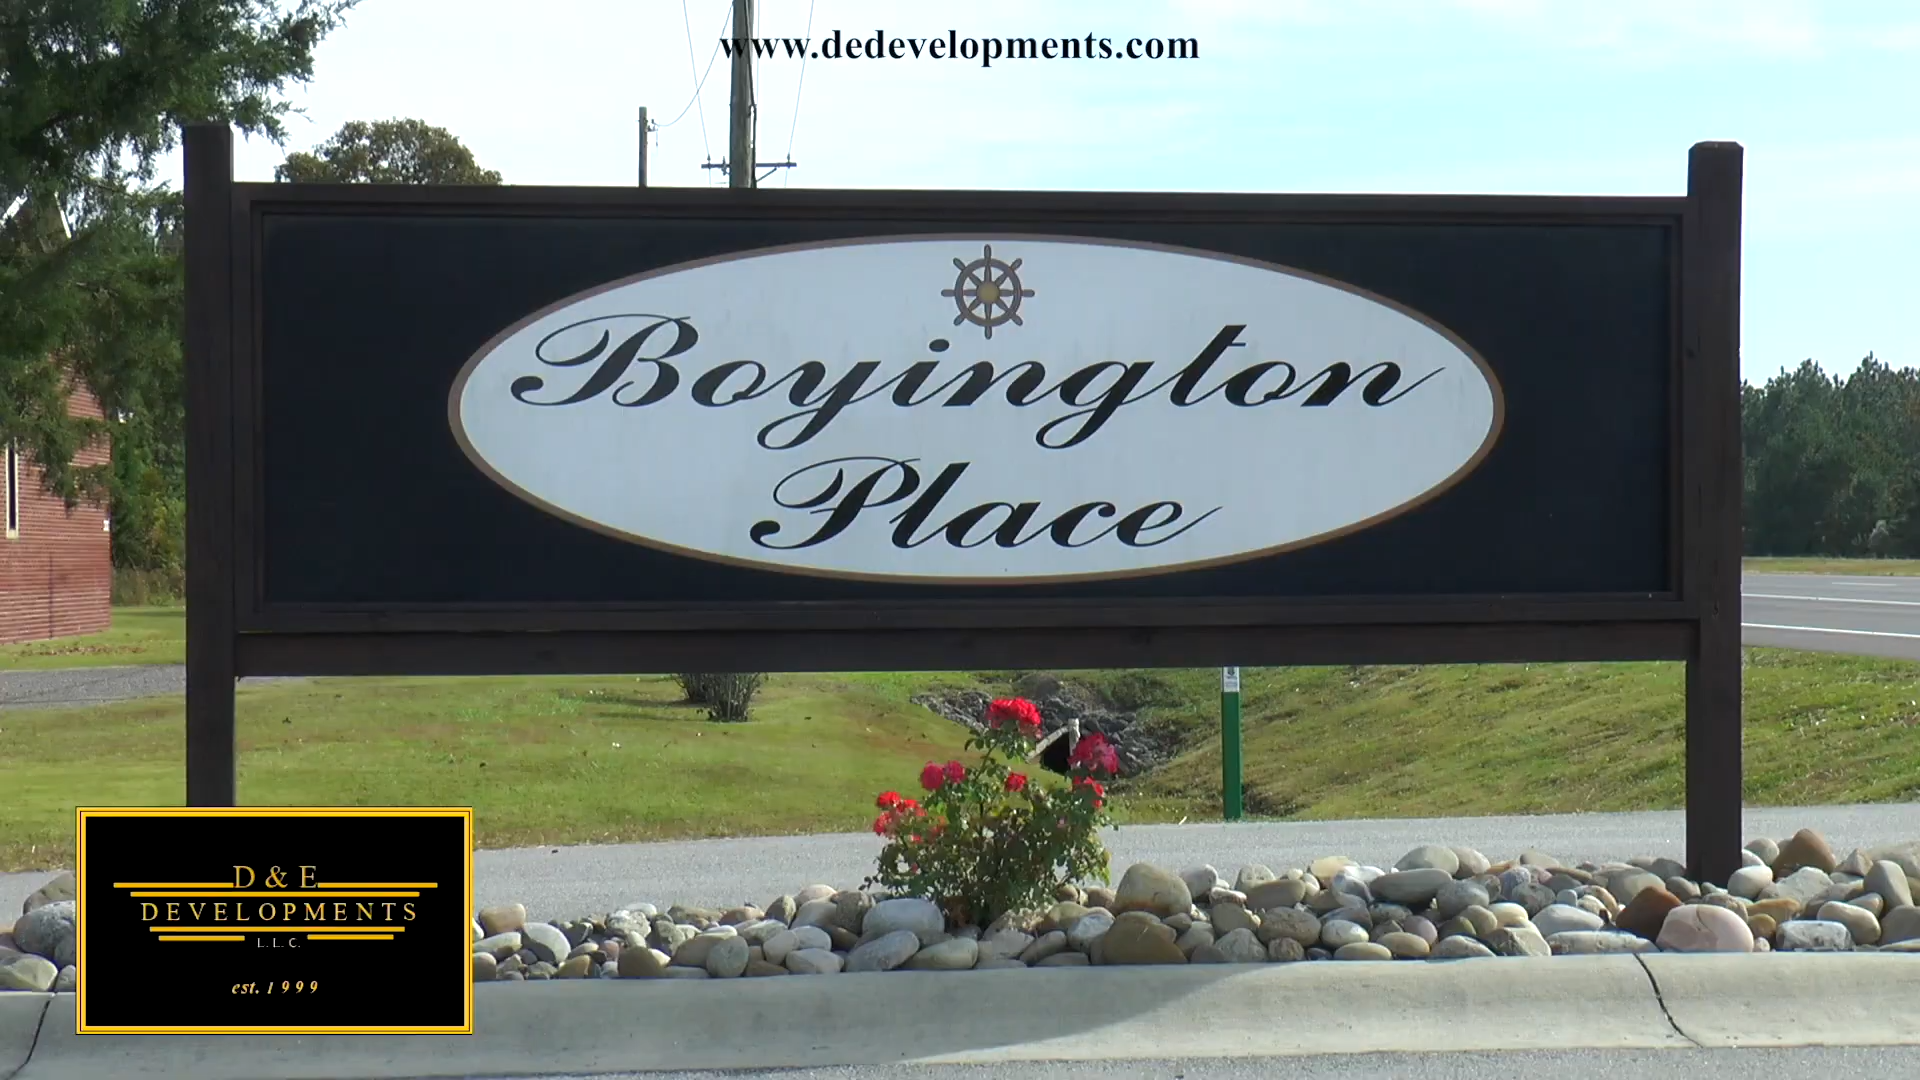 www.dedevelopments.com
Boyington
Place
D & E
DEVELOPMENTS
L.L.C.
est. 1999